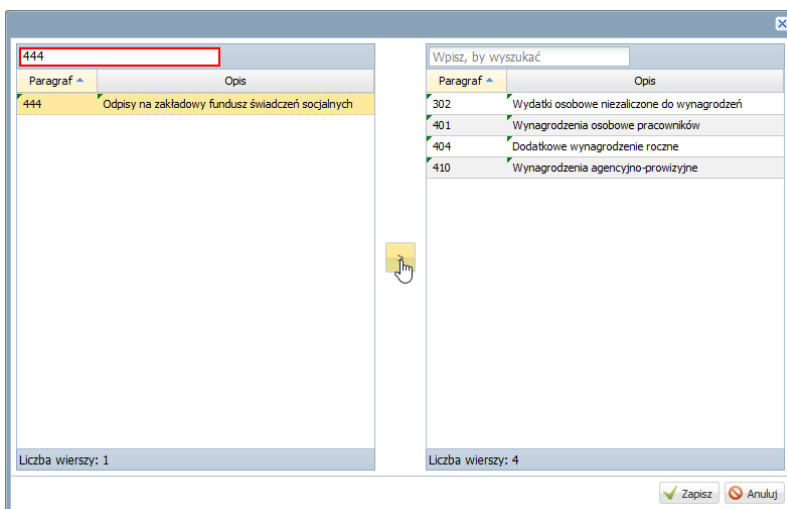 444
Paragraf Opis
444 Odpisy na zakładowy fundusz świadczeń socjalnych
Liczba wierszy: 1
>
Wpisz, by wyszukać
Paragraf Opis
302 Wydatki osobowe niezaliczone do wynagrodzeń
401 Wynagrodzenia osobowe pracowników
404 Dodatkowe wynagrodzenie roczne
410 Wynagrodzenia agencyjno-prowizyjne
Liczba wierszy: 4
Zapisz Anuluj